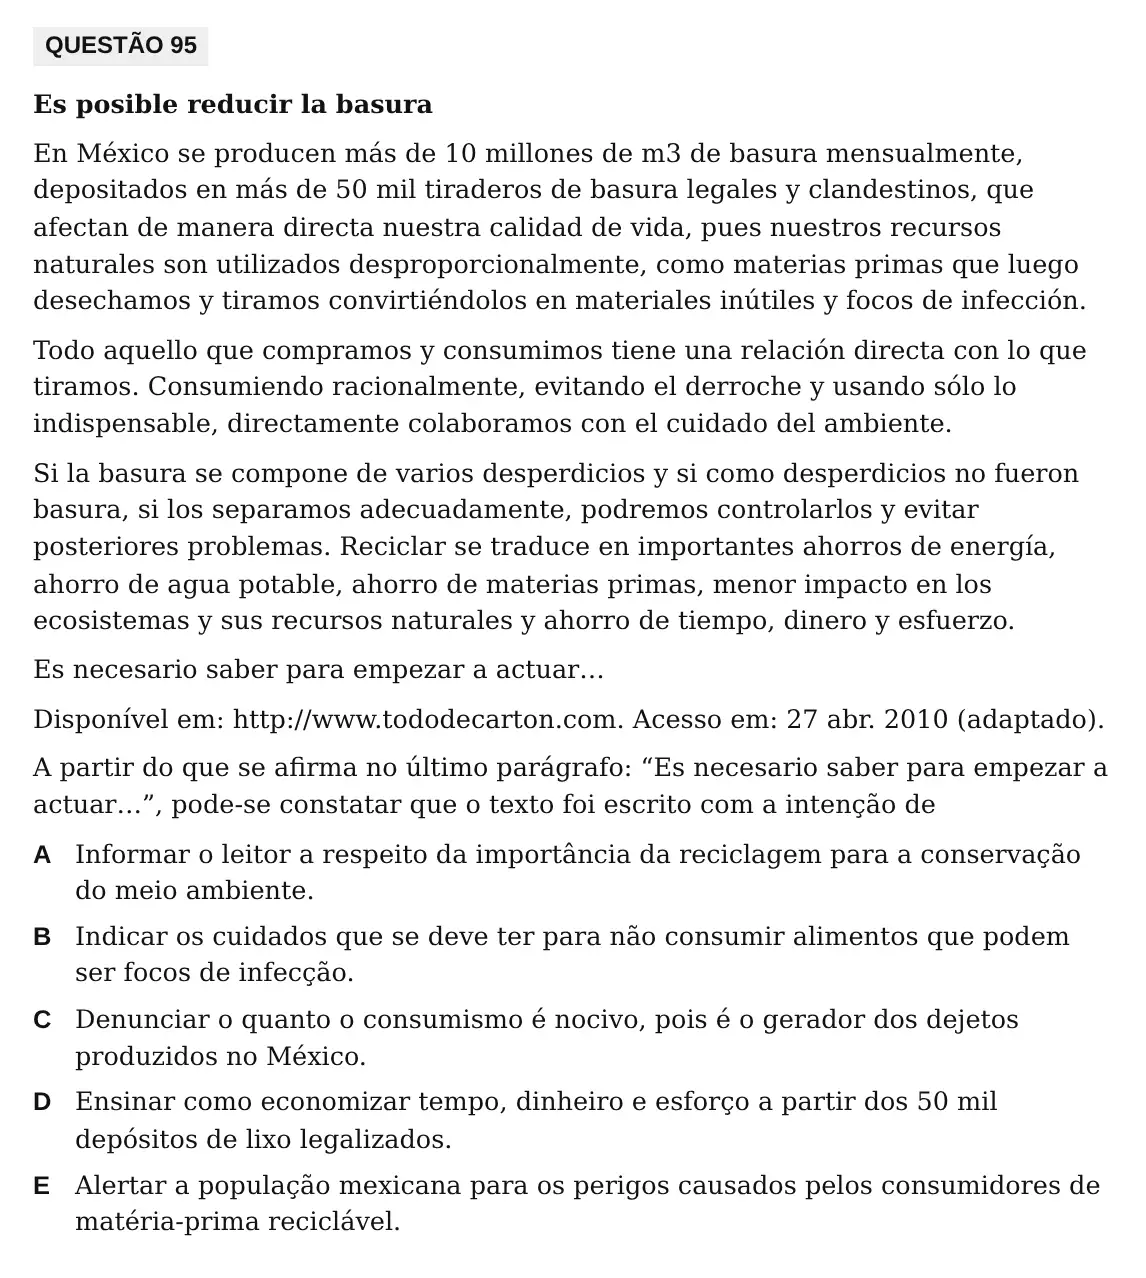 QUESTÃO 95
Es posible reducir la basura
En México se producen más de 10 millones de m3 de basura mensualmente,
depositados en más de 50 mil tiraderos de basura legales y clandestinos, que
afectan de manera directa nuestra calidad de vida, pues nuestros recursos
naturales son utilizados desproporcionalmente, como materias primas que luego
desechamos y tiramos convirtiéndolos en materiales inútiles y focos de infección.
Todo aquello que compramos y consumimos tiene una relación directa con lo que
tiramos. Consumiendo racionalmente, evitando el derroche y usando sólo lo
indispensable, directamente colaboramos con el cuidado del ambiente.
Si la basura se compone de varios desperdicios y si como desperdicios no fueron
basura, si los separamos adecuadamente, podremos controlarlos y evitar
posteriores problemas. Reciclar se traduce en importantes ahorros de energía,
ahorro de agua potable, ahorro de materias primas, menor impacto en los
ecosistemas y sus recursos naturales y ahorro de tiempo, dinero y esfuerzo.
Es necesario saber para empezar a actuar...
Disponível em: http://www.tododecarton.com. Acesso em: 27 abr. 2010 (adaptado).
A partir do que se afirma no último parágrafo: “Es necesario saber para empezar a
actuar...”, pode-se constatar que o texto foi escrito com a intenção de
A Informar o leitor a respeito da importância da reciclagem para a conservação
do meio ambiente.
B Indicar os cuidados que se deve ter para não consumir alimentos que podem
ser focos de infecção.
C Denunciar o quanto o consumismo é nocivo, pois é o gerador dos dejetos
produzidos no México.
D Ensinar como economizar tempo, dinheiro e esforço a partir dos 50 mil
depósitos de lixo legalizados.
E Alertar a população mexicana para os perigos causados pelos consumidores de
matéria-prima reciclável.